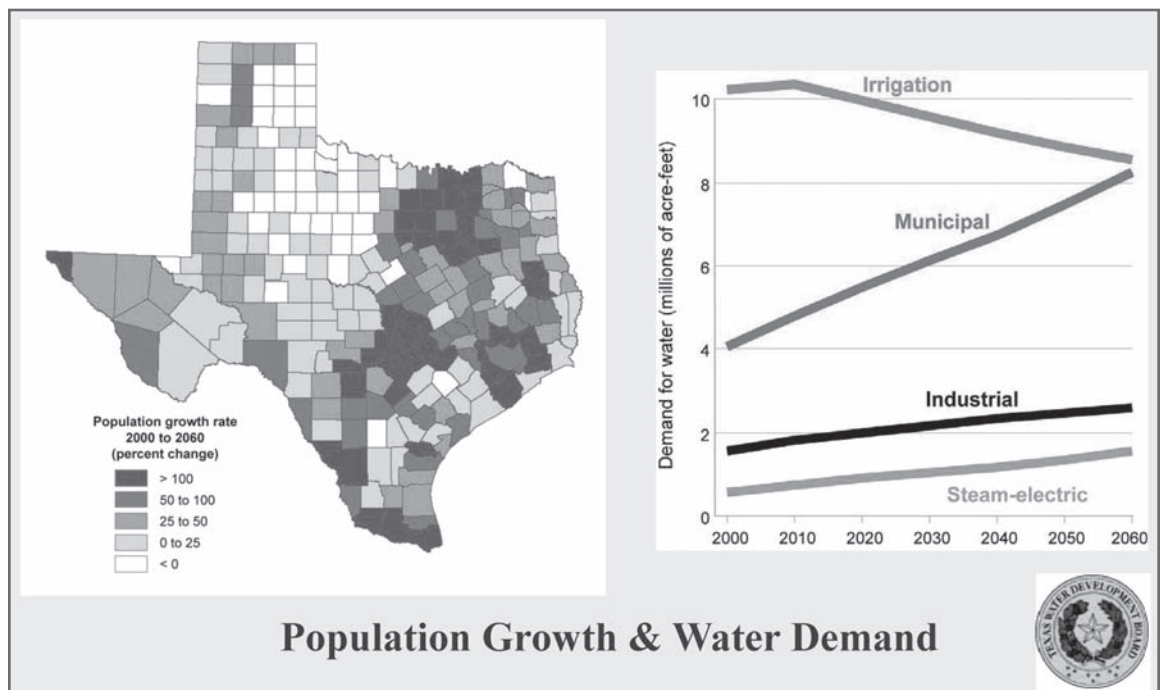 Population growth rate
2000 to 2060
(percent change)
> 100
50 to 100
25 to 50
0 to 25
< 0
Demand for water (millions of acre-feet)
10
8
6
4
2
0
Irrigation
Municipal
Industrial
Steam-electric
2000 2010 2020 2030 2040 2050 2060
Population Growth & Water Demand
TEXAS WATER DEVELOPMENT BOARD